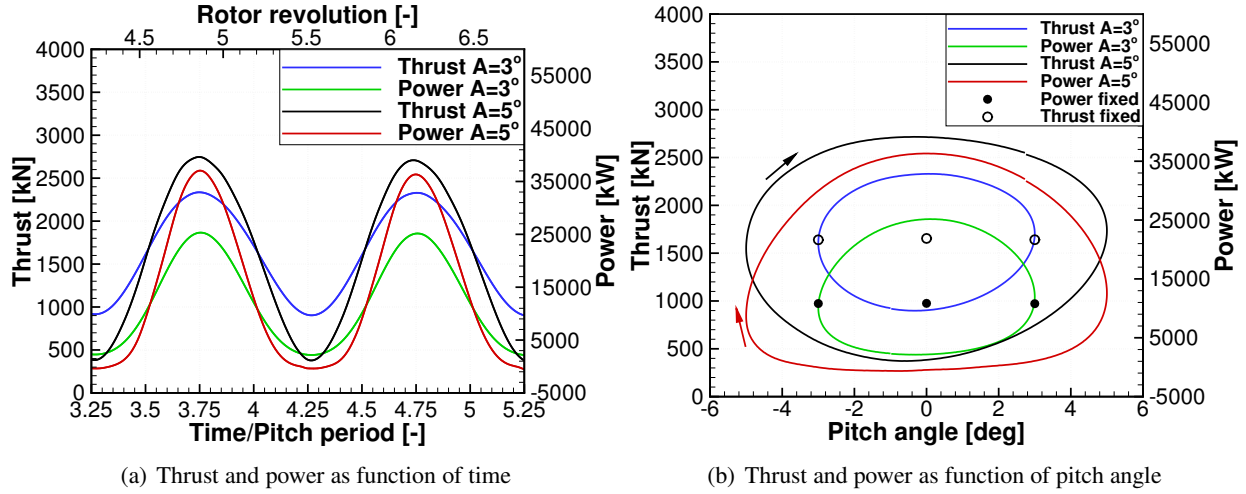 Rotor revolution [-]
4.5 5 5.5 6 6.5
4000
3500
3000
2500
2000
1500
1000
500
0
Thrust [kN]
55000
45000
35000
25000
15000
5000
-5000
Power [kW]
Thrust A=3°
Power A=3°
Thrust A=5°
Power A=5°
3.25 3.75 4 4.25 4.75 5 5.25
Time/Pitch period [-]
(a) Thrust and power as function of time
4000
3500
3000
2500
2000
1500
1000
500
0
Thrust [kN]
55000
45000
35000
25000
15000
5000
-5000
Power [kW]
Thrust A=3°
Power A=3°
Thrust A=5°
Power A=5°
Power fixed
Thrust fixed
-6 -4 -2 0 2 4 6
Pitch angle [deg]
(b) Thrust and power as function of pitch angle